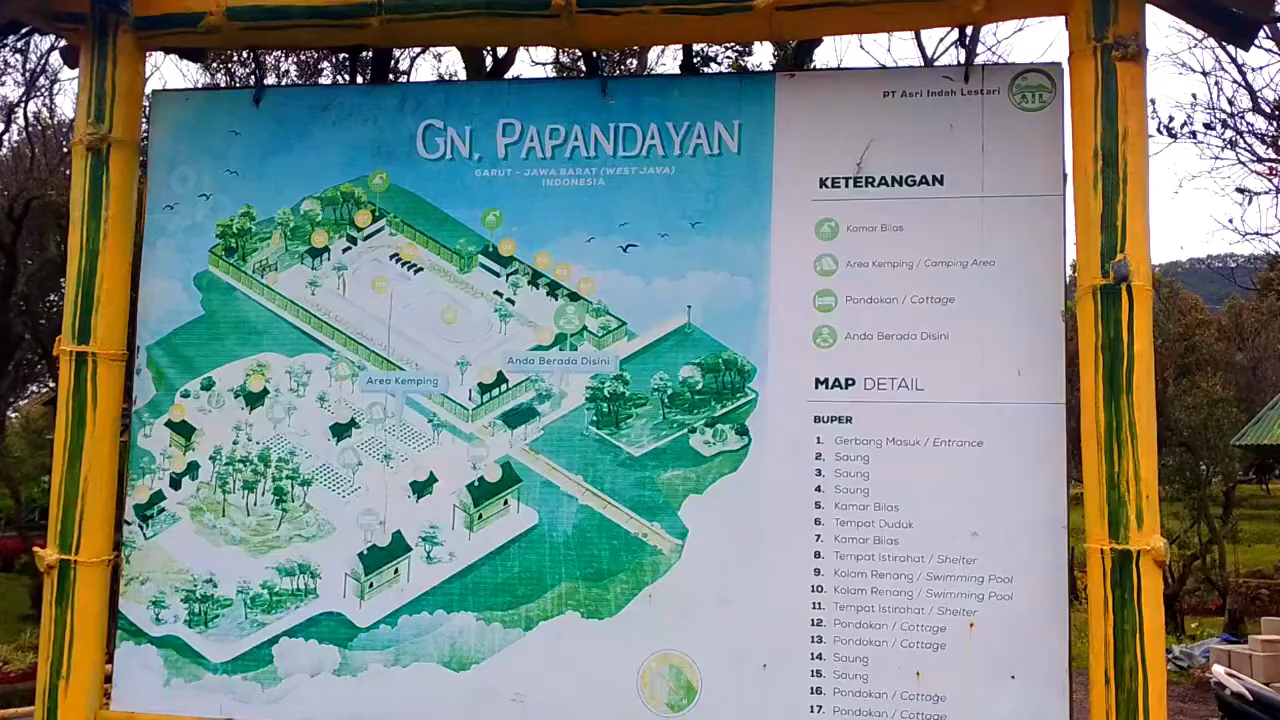 GN. PAPANDAYAN
GARUT - JAWA BARAT (WEST JAVA)
INDONESIA
Area Kemping
Anda Berada Disini
PT Asri Indah Lestari
AIL
KETERANGAN
Kamar Bilas
Area Kemping / Camping Area
Pondokan / Cottage
Anda Berada Disini
MAP DETAIL
BUPER
1. Gerbang Masuk / Entrance
2, Saung
3, Saung
4. Saung
5. Kamar Bilas
6. Tempat Duduk
7. Kamar Bilas
8. Tempat Istirahat / Shelter
9. Kolam Renang / Swimming Pool
10. Kolam Renang / Swimming Pool
11. Tempat Istirahat / Shelter
12. Pondokan / Cottage
13. Pondokan / Cottage
14. Saung
15. Saung
16. Pondokan / Cottage
17. Pondokan / Cottage